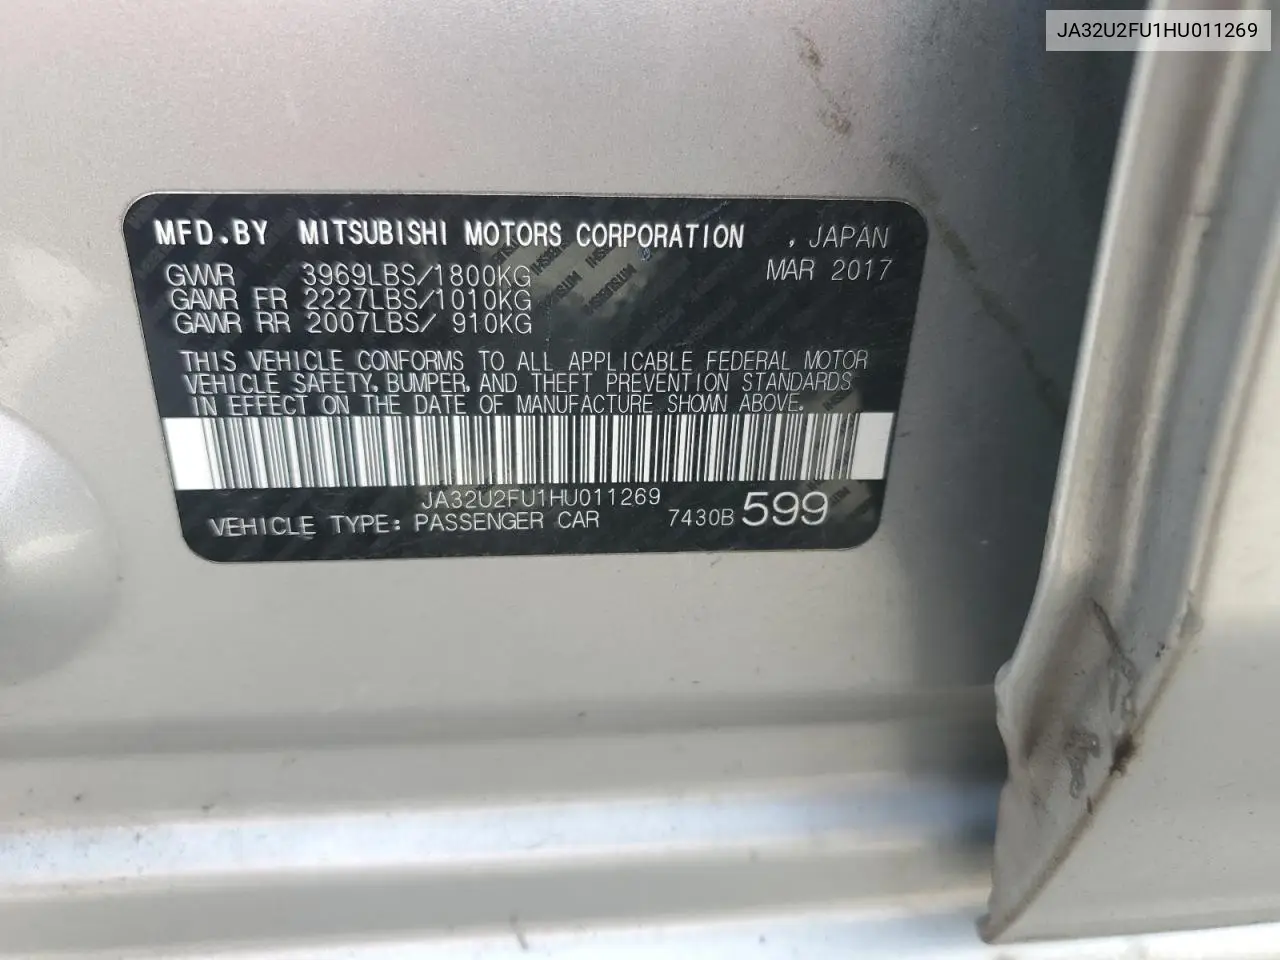 JA32U2FU1HU011269
MFD.BY MITSUBISHI MOTORS CORPORATION , JAPAN
GVWR 3969LBS/1800KG MAR 2017
GAWR FR 2227LBS/1010KG
GAWR RR 2007LBS/ 910KG
THIS VEHICLE CONFORMS TO ALL APPLICABLE FEDERAL MOTOR
VEHICLE SAFETY, BUMPER, AND THEFT PREVENTION STANDARDS
IN EFFECT ON THE DATE OF MANUFACTURE SHOWN ABOVE.
JA32U2FU1HU011269
VEHICLE TYPE: PASSENGER CAR 7430B 599